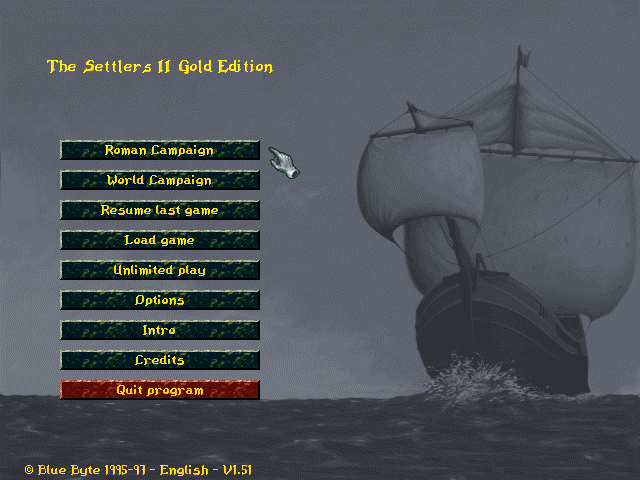 The Settlers II Gold Edition
Roman Campaign
World Campaign
Resume last game
Load game
Unlimited play
Options
Intro
Credits
Quit program
© Blue Byte 1995-97 - English - V1.51